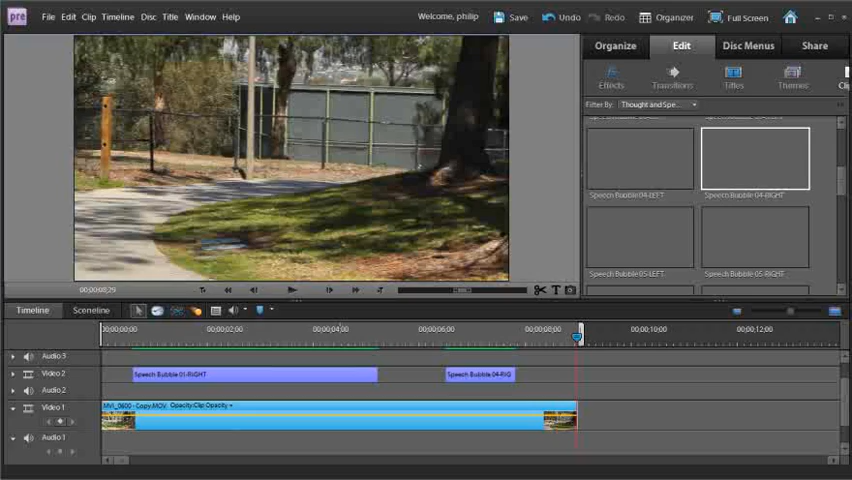 pre File Edit Clip Timeline Disc Title Window Help Welcome, philip Save Undo Redo Organizer Full Screen
Organize Edit Disc Menus Share
Effects Transitions Titles Themes
Filter By: Thought and Spe...
Speech Bubble 04-LEFT Speech Bubble 04-RIGHT
Speech Bubble 05-LEFT Speech Bubble 05-RIGHT
00;00;08;29
Timeline Sceneline
00;00;00;00 00;00;02;00 00;00;04;00 00;00;06;00 00;00;08;00 00;00;10;00 00;00;12;00
Audio 3
Video 2 Speech Bubble 01-RIGHT Speech Bubble 04-RIG
Audio 2
Video 1 MVI_0600 - Copy.MOV Opacity:Clip Opacity
Audio 1